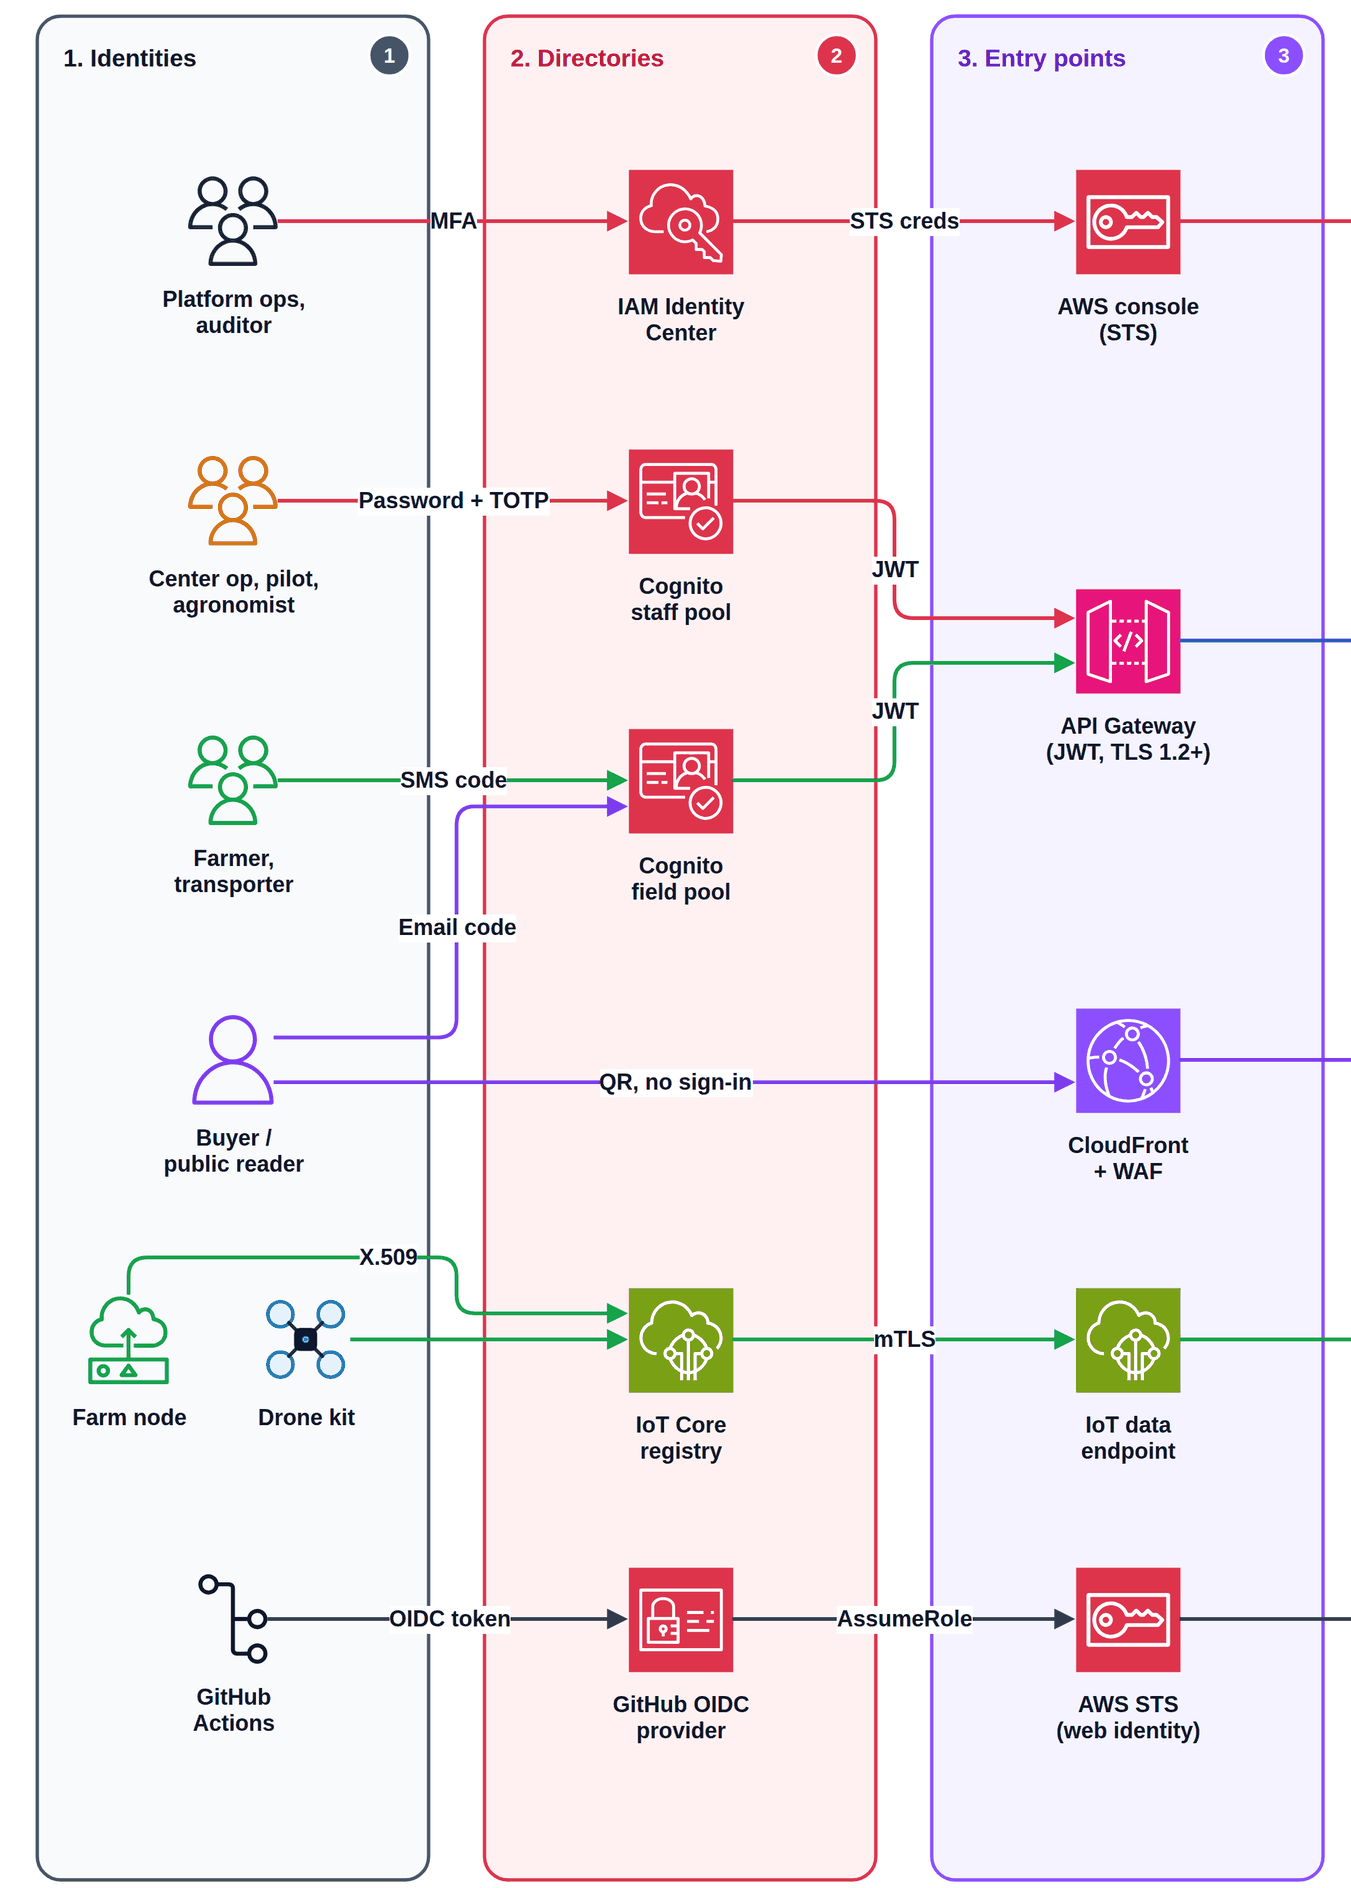 1. Identities
1
2. Directories
2
3. Entry points
3
MFA
STS creds
Platform ops,
auditor
IAM Identity
Center
AWS console
(STS)
Password + TOTP
JWT
Center op, pilot,
agronomist
Cognito
staff pool
JWT
API Gateway
(JWT, TLS 1.2+)
SMS code
Farmer,
transporter
Cognito
field pool
Email code
QR, no sign-in
Buyer /
public reader
CloudFront
+ WAF
X.509
mTLS
Farm node
Drone kit
IoT Core
registry
IoT data
endpoint
OIDC token
AssumeRole
GitHub
Actions
GitHub OIDC
provider
AWS STS
(web identity)